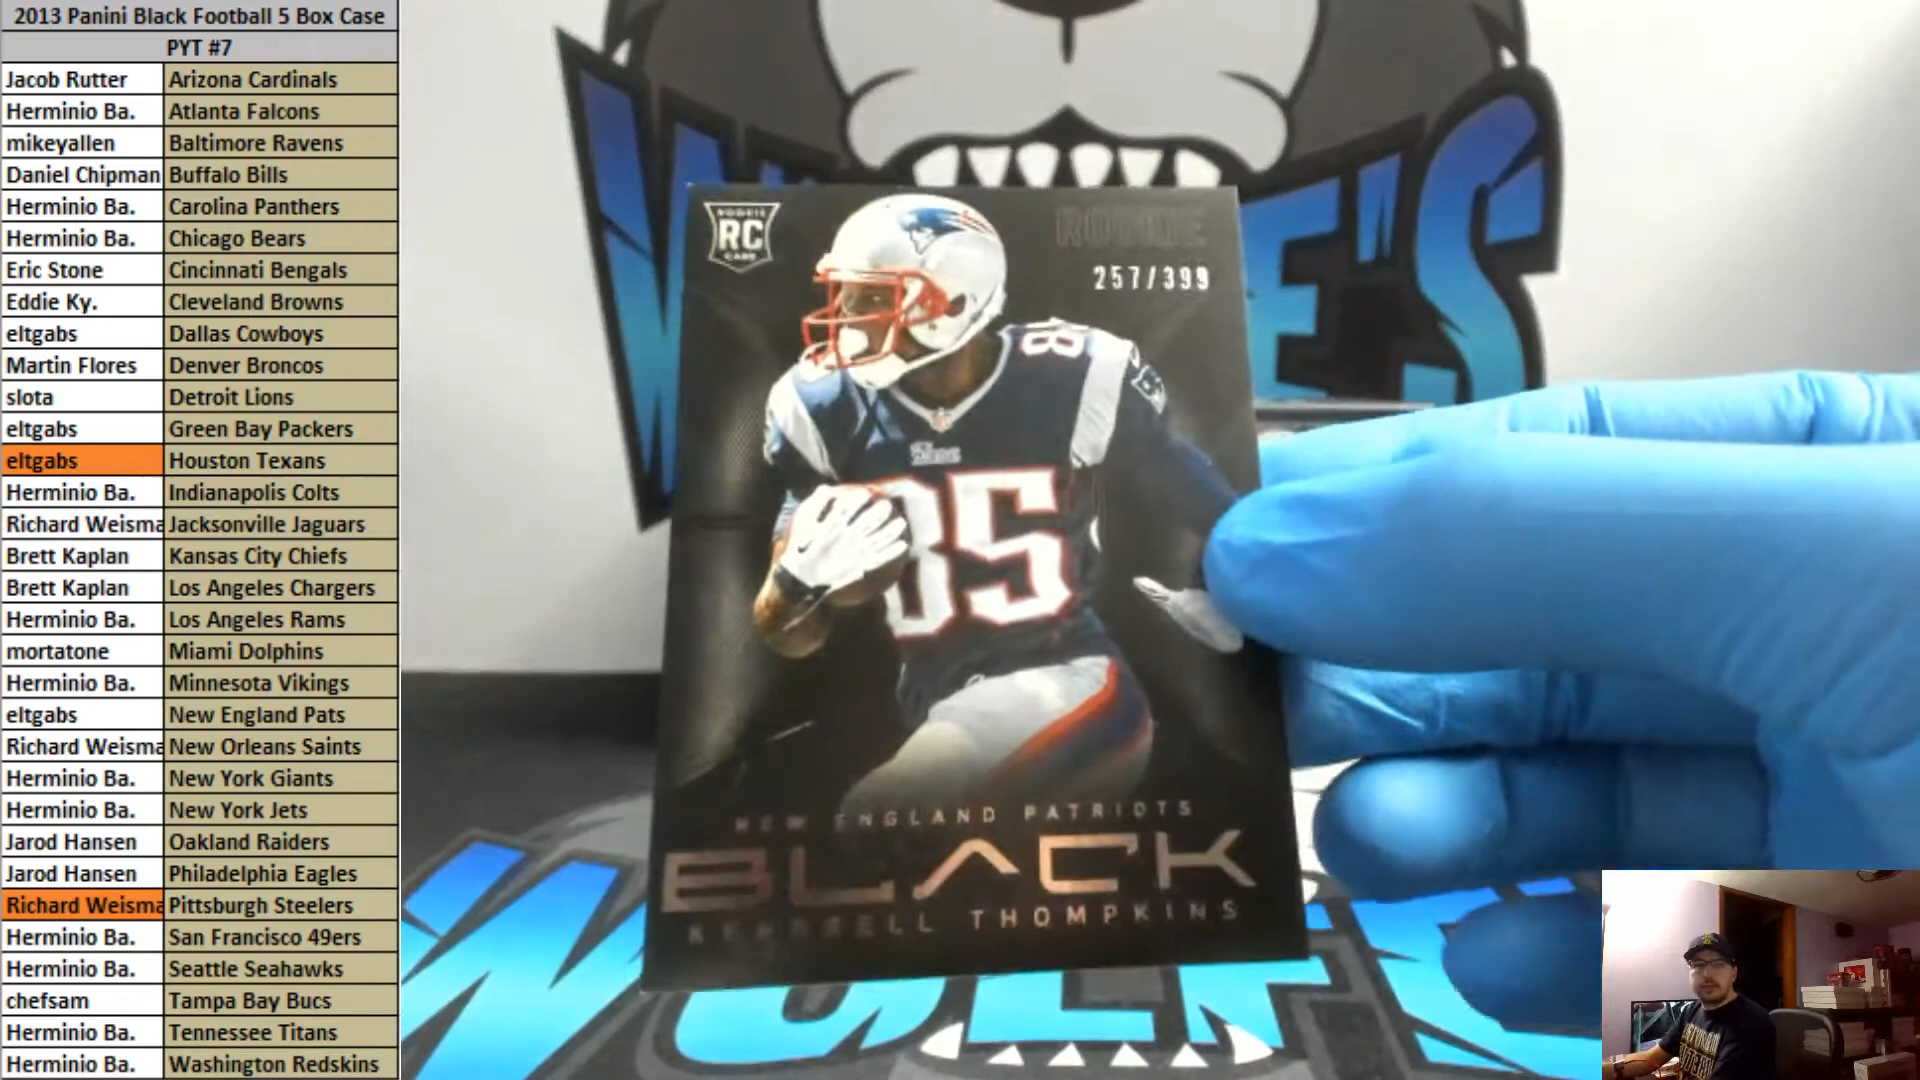 2013 Panini Black Football 5 Box Case
PYT #7
Jacob Rutter Arizona Cardinals
Herminio Ba. Atlanta Falcons
mikeyallen Baltimore Ravens
Daniel Chipman Buffalo Bills
Herminio Ba. Carolina Panthers
Herminio Ba. Chicago Bears
Eric Stone Cincinnati Bengals
Eddie Ky. Cleveland Browns
eltgabs Dallas Cowboys
Martin Flores Denver Broncos
slota Detroit Lions
eltgabs Green Bay Packers
eltgabs Houston Texans
Herminio Ba. Indianapolis Colts
Richard Weisma Jacksonville Jaguars
Brett Kaplan Kansas City Chiefs
Brett Kaplan Los Angeles Chargers
Herminio Ba. Los Angeles Rams
mortatone Miami Dolphins
Herminio Ba. Minnesota Vikings
eltgabs New England Pats
Richard Weisma New Orleans Saints
Herminio Ba. New York Giants
Herminio Ba. New York Jets
Jarod Hansen Oakland Raiders
Jarod Hansen Philadelphia Eagles
Richard Weisma Pittsburgh Steelers
Herminio Ba. San Francisco 49ers
Herminio Ba. Seattle Seahawks
chefsam Tampa Bay Bucs
Herminio Ba. Tennessee Titans
Herminio Ba. Washington Redskins
ROOKIE
RC
CARD
ROOKIE
257/399
85
85
NEW ENGLAND PATRIOTS
BLACK
KENBRELL THOMPKINS